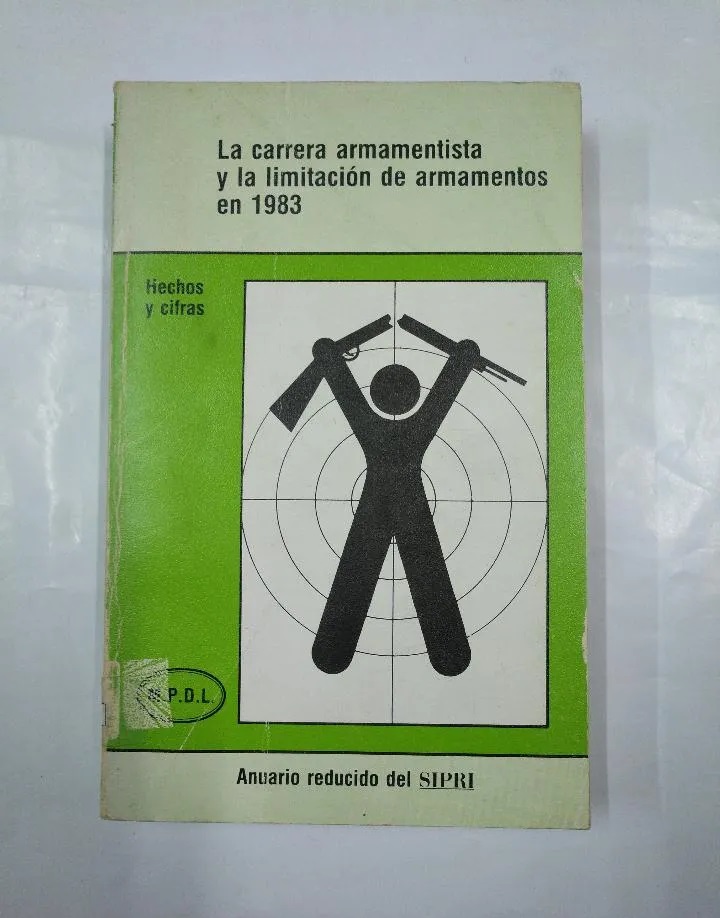 La carrera armamentista
y la limitación de armamentos
en 1983
Hechos
y cifras
M.P.D.L.
Anuario reducido del SIPRI